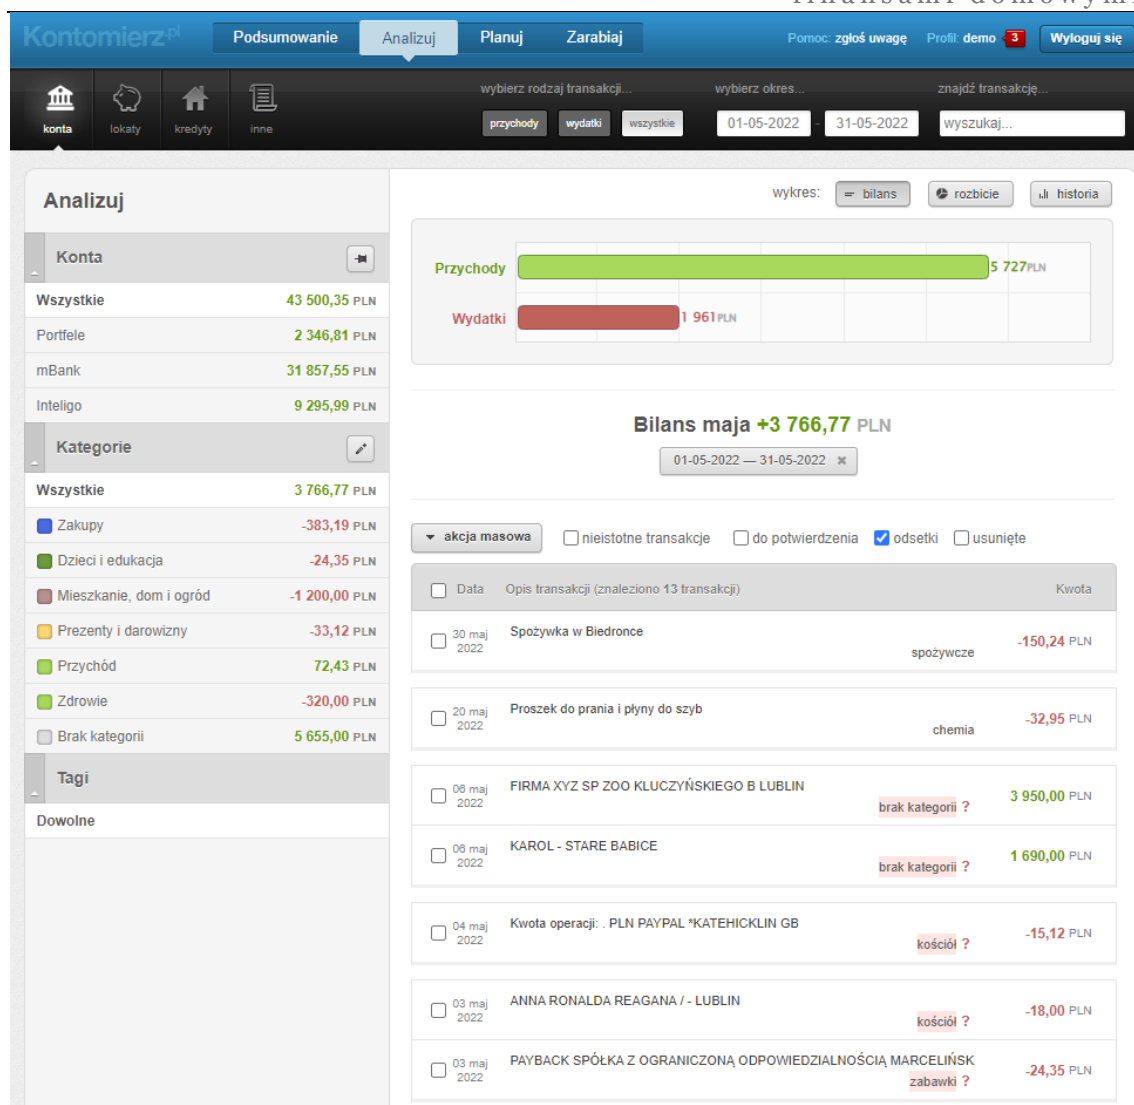 finansami domowymi
Kontomierz.pl Podsumowanie Analizuj Planuj Zarabiaj Pomoc: zgłoś uwagę Profil: demo 3 Wyloguj się
wybierz rodzaj transakcji... wybierz okres... znajdź transakcję...
konta lokaty kredyty inne przychody wydatki wszystkie 01-05-2022 - 31-05-2022 wyszukaj...
Analizuj
wykres: bilans rozbicie historia
Konta
Wszystkie 43 500,35 PLN
Portfele 2 346,81 PLN
mBank 31 857,55 PLN
Inteligo 9 295,99 PLN
Kategorie
Wszystkie 3 766,77 PLN
Zakupy -383,19 PLN
Dzieci i edukacja -24,35 PLN
Mieszkanie, dom i ogród -1 200,00 PLN
Prezenty i darowizny -33,12 PLN
Przychód 72,43 PLN
Zdrowie -320,00 PLN
Brak kategorii 5 655,00 PLN
Tagi
Dowolne
Przychody 5 727 PLN
Wydatki 1 961 PLN
Bilans maja +3 766,77 PLN
01-05-2022 — 31-05-2022
akcja masowa nieistotne transakcje do potwierdzenia odsetki usunięte
Data Opis transakcji (znaleziono 13 transakcji) Kwota
30 maj 2022 Spożywka w Biedronce spożywcze -150,24 PLN
20 maj 2022 Proszek do prania i płyny do szyb chemia -32,95 PLN
06 maj 2022 FIRMA XYZ SP ZOO KLUCZYŃSKIEGO B LUBLIN brak kategorii ? 3 950,00 PLN
06 maj 2022 KAROL - STARE BABICE brak kategorii ? 1 690,00 PLN
04 maj 2022 Kwota operacji: . PLN PAYPAL *KATEHICKLIN GB kościół ? -15,12 PLN
03 maj 2022 ANNA RONALDA REAGANA / - LUBLIN kościół ? -18,00 PLN
03 maj 2022 PAYBACK SPÓŁKA Z OGRANICZONĄ ODPOWIEDZIALNOŚCIĄ MARCELIŃSK zabawki ? -24,35 PLN